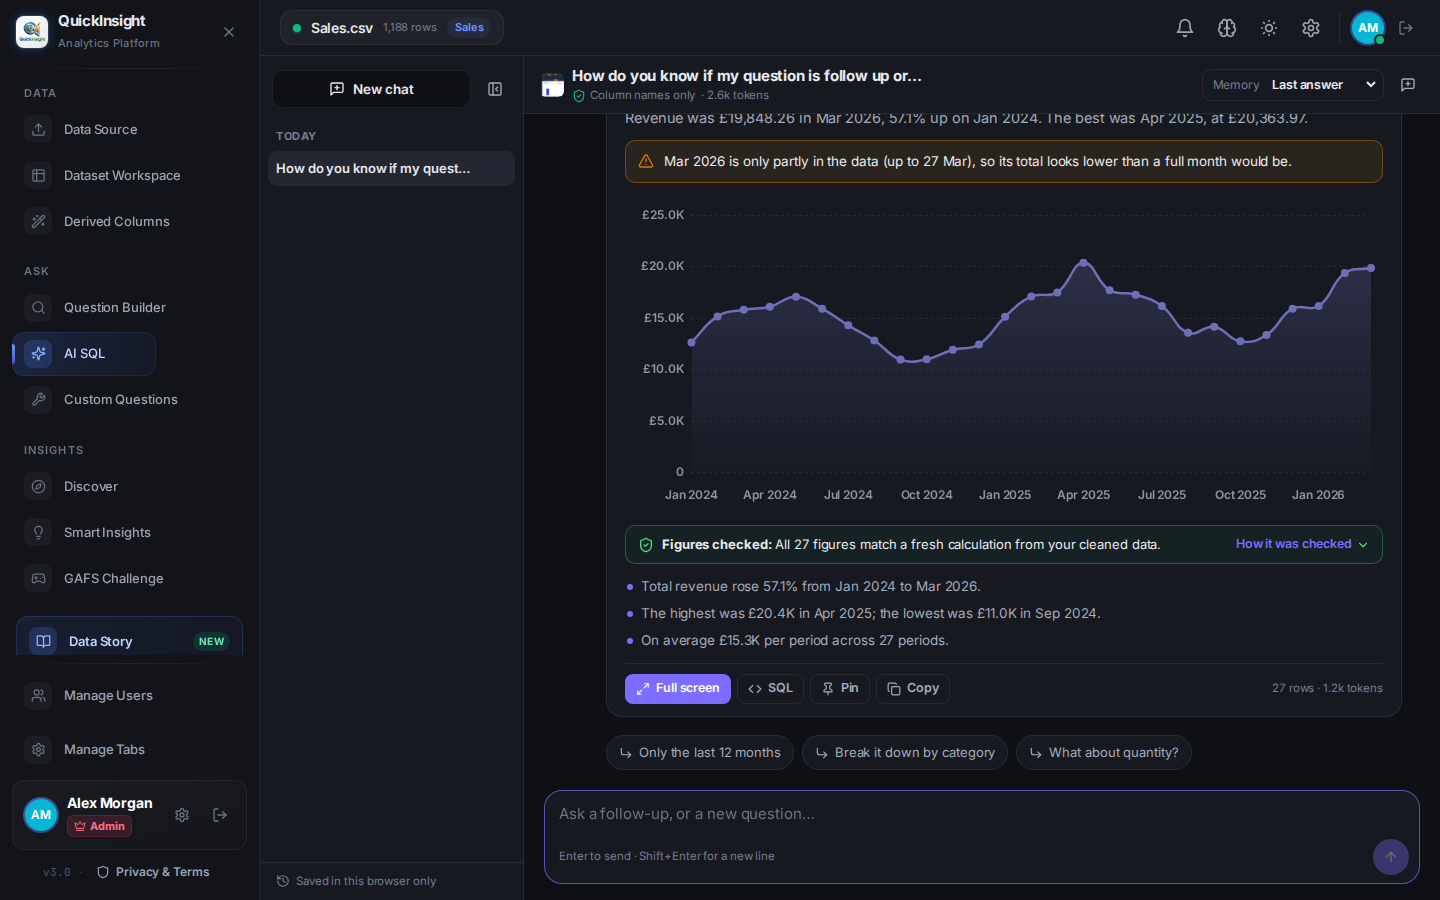 QuickInsight
Analytics Platform
DATA
Data Source
Dataset Workspace
Derived Columns
ASK
Question Builder
AI SQL
Custom Questions
INSIGHTS
Discover
Smart Insights
GAFS Challenge
Data Story NEW
Manage Users
Manage Tabs
AM Alex Morgan
Admin
v3.0 · Privacy & Terms
Sales.csv 1,188 rows Sales
AM
New chat
TODAY
How do you know if my quest...
Saved in this browser only
How do you know if my question is follow up or...
Column names only · 2.6k tokens
Memory Last answer
Revenue was £19,848.26 in Mar 2026, 57.1% up on Jan 2024. The best was Apr 2025, at £20,363.97.
Mar 2026 is only partly in the data (up to 27 Mar), so its total looks lower than a full month would be.
£25.0K
£20.0K
£15.0K
£10.0K
£5.0K
0
Jan 2024 Apr 2024 Jul 2024 Oct 2024 Jan 2025 Apr 2025 Jul 2025 Oct 2025 Jan 2026
Figures checked: All 27 figures match a fresh calculation from your cleaned data. How it was checked
Total revenue rose 57.1% from Jan 2024 to Mar 2026.
The highest was £20.4K in Apr 2025; the lowest was £11.0K in Sep 2024.
On average £15.3K per period across 27 periods.
Full screen SQL Pin Copy 27 rows · 1.2k tokens
Only the last 12 months Break it down by category What about quantity?
Ask a follow-up, or a new question...
Enter to send · Shift+Enter for a new line